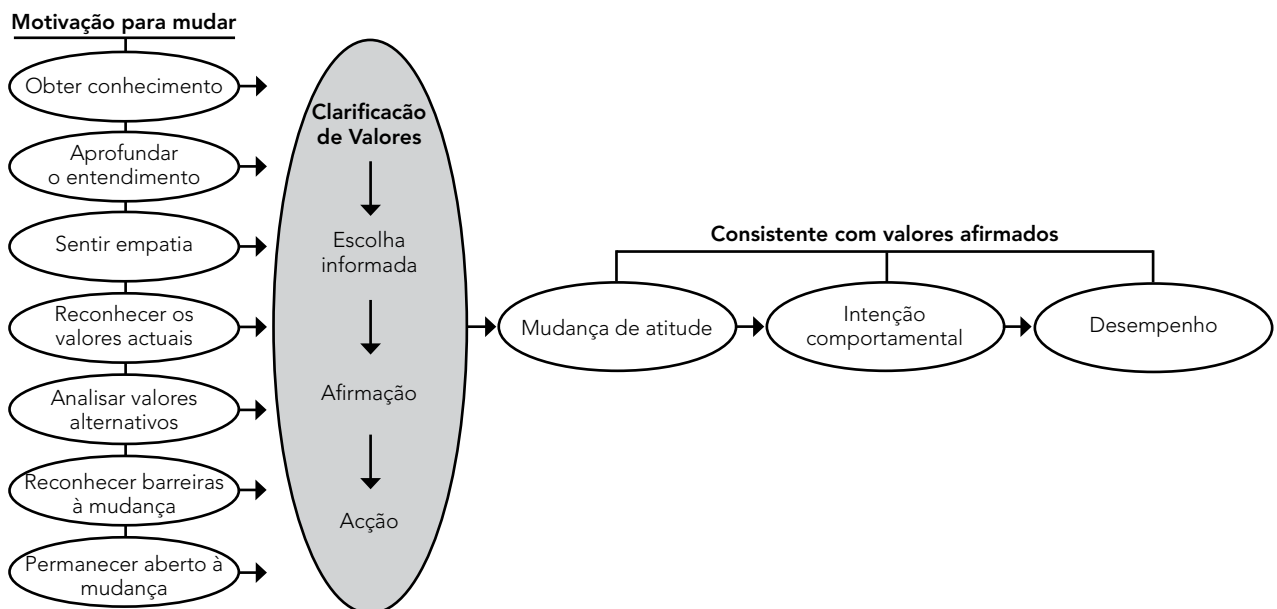 Motivação para mudar
Obter conhecimento
Aprofundar
o entendimento
Sentir empatia
Reconhecer os
valores actuais
Analisar valores
alternativos
Reconhecer barreiras
à mudança
Permanecer aberto à
mudança
Clarificacão
de Valores
Escolha
informada
Afirmação
Acção
Consistente com valores afirmados
Mudança de atitude
Intenção
comportamental
Desempenho